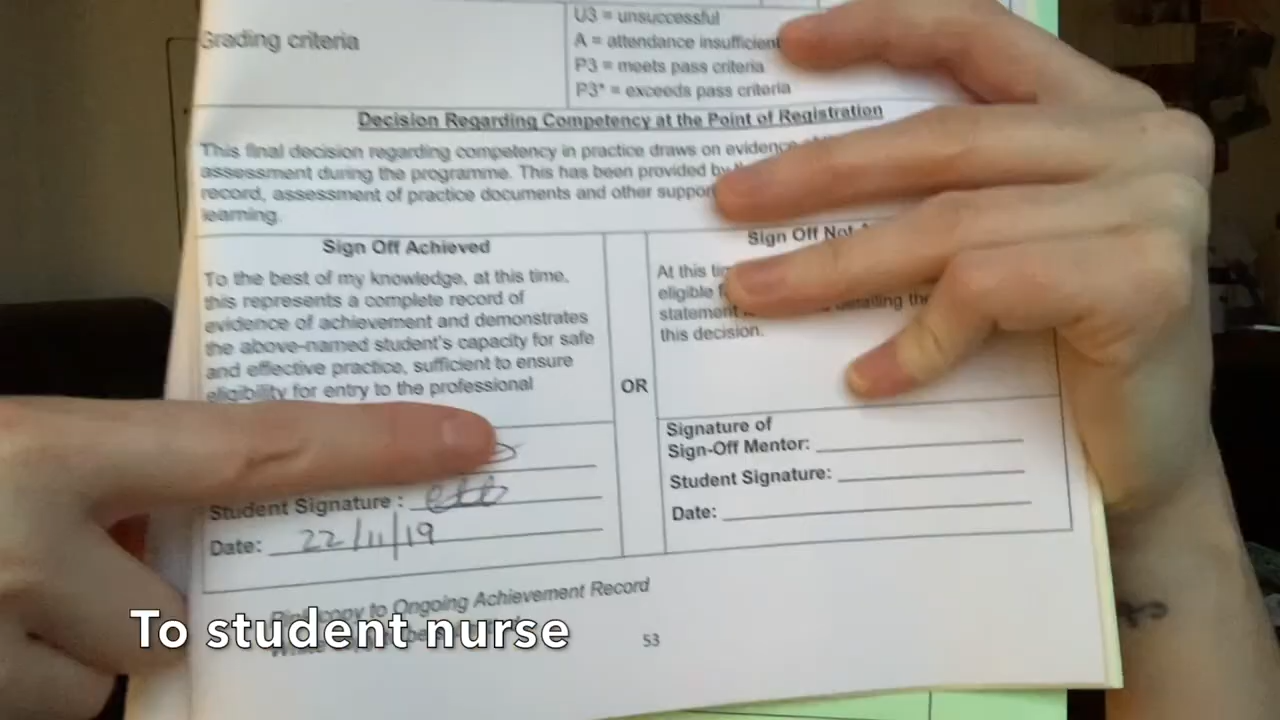 Grading criteria
U3 = unsuccessful
A = attendance insufficient
P3 = meets pass criteria
P3* = exceeds pass criteria
Decision Regarding Competency at the Point of Registration
This final decision regarding competency in practice draws on evidence
assessment during the programme. This has been provided by
record, assessment of practice documents and other
learning.
Sign Off Achieved
To the best of my knowledge, at this time,
this represents a complete record of
evidence of achievement and demonstrates
the above-named student's capacity for safe
and effective practice, sufficient to ensure
eligibility for entry to the professional
Student Signature :
Date: 22/11/19
OR
Sign Off Not
At this
eligible
statement detailing the
this decision.
Signature of
Sign-Off Mentor:
Student Signature:
Date:
copy to Ongoing Achievement Record
To student nurse
53